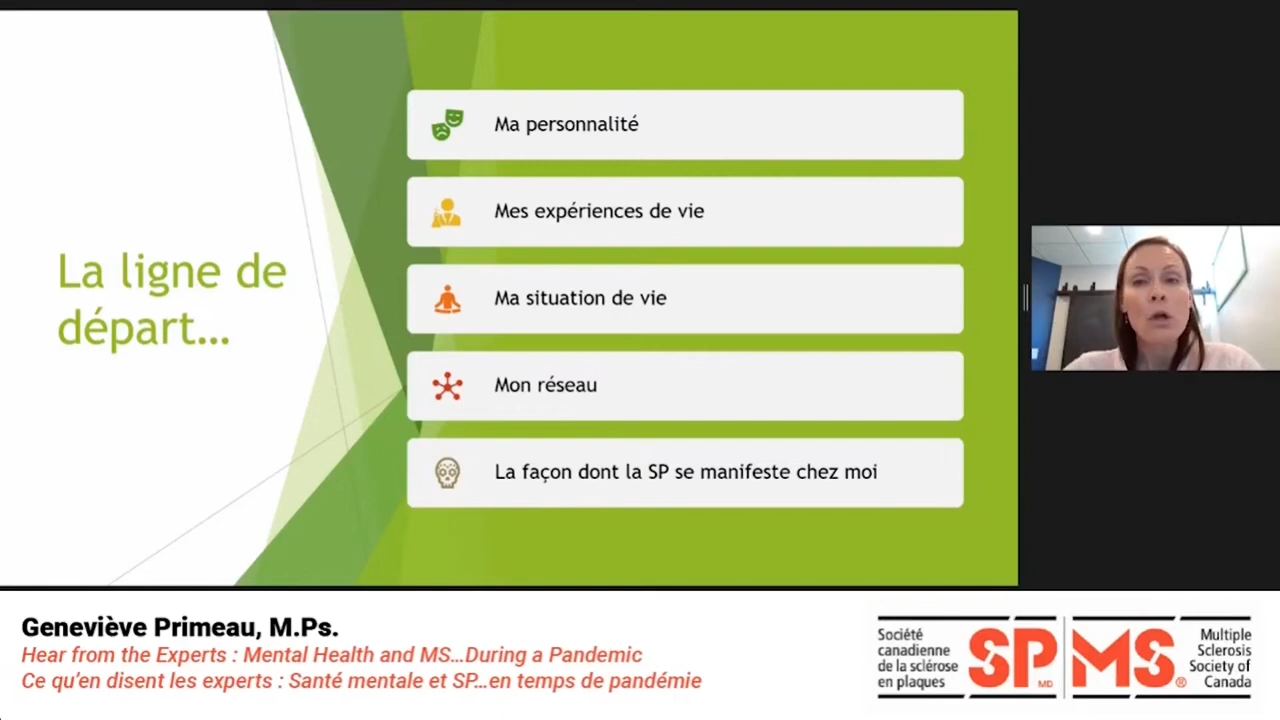 La ligne de
départ...
Ma personnalité
Mes expériences de vie
Ma situation de vie
Mon réseau
La façon dont la SP se manifeste chez moi
Geneviève Primeau, M.Ps.
Hear from the Experts : Mental Health and MS...During a Pandemic
Ce qu'en disent les experts : Santé mentale et SP...en temps de pandémie
Société
canadienne
de la sclérose
en plaques
SP MD
MS ®
Multiple
Sclerosis
Society of
Canada